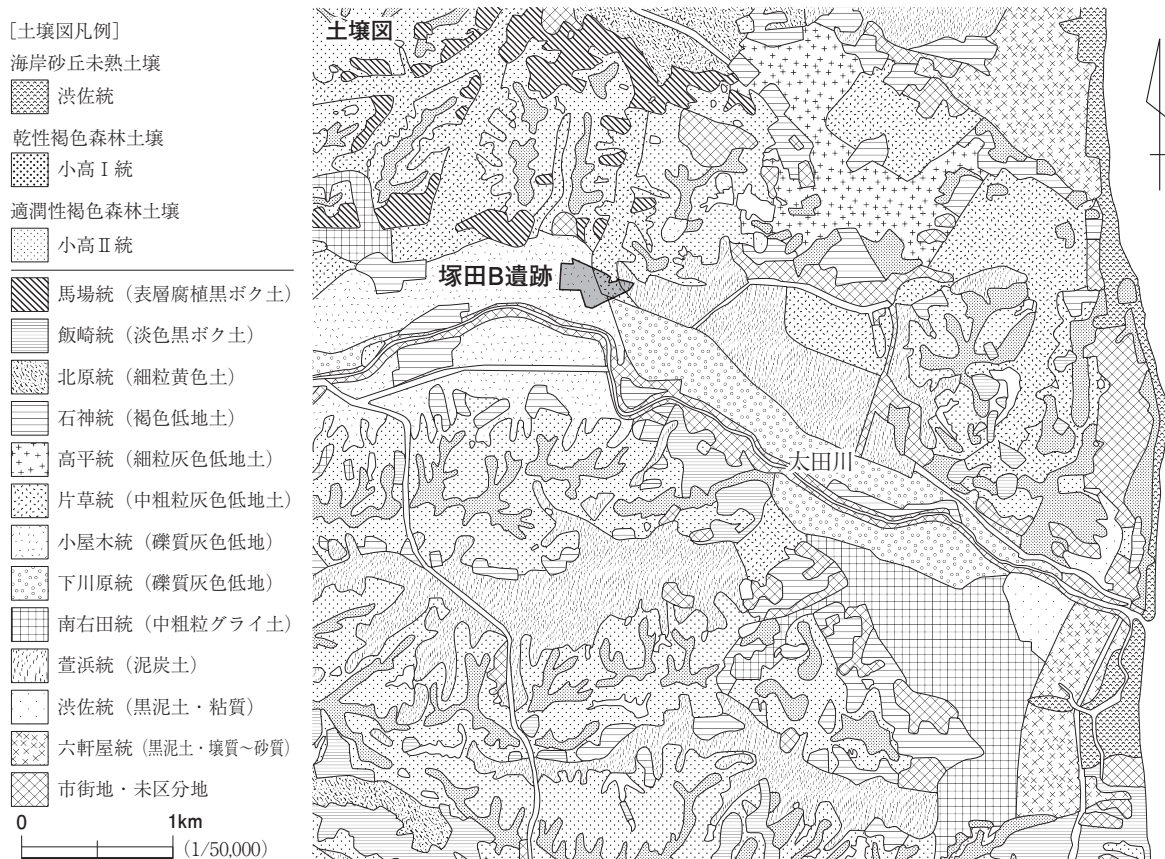 [土壌図凡例]
海岸砂丘未熟土壌
渋佐統
乾性褐色森林土壌
小高Ⅰ統
適潤性褐色森林土壌
小高Ⅱ統
馬場統（表層腐植黒ボク土）
飯崎統（淡色黒ボク土）
北原統（細粒黄色土）
石神統（褐色低地土）
高平統（細粒灰色低地土）
片草統（中粗粒灰色低地土）
小屋木統（礫質灰色低地）
下川原統（礫質灰色低地）
南右田統（中粗粒グライ土）
萱浜統（泥炭土）
渋佐統（黒泥土・粘質）
六軒屋統（黒泥土・壌質～砂質）
市街地・未区分地
0 1km
(1/50,000)
土壌図
塚田B遺跡
太田川